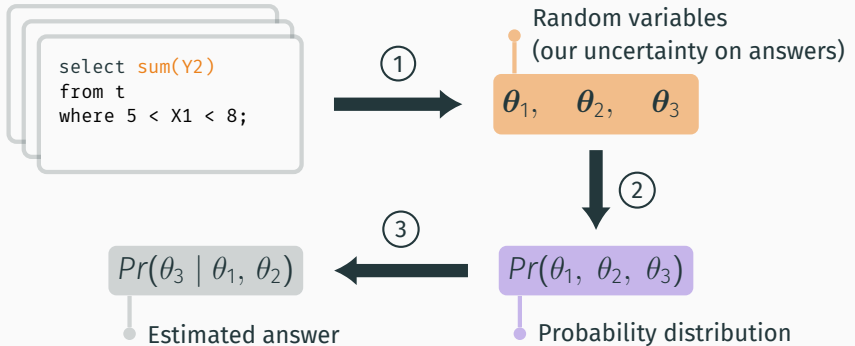 select sum(Y2)
from t
where 5 < X1 < 8;
①
Random variables
(our uncertainty on answers)
θ₁, θ₂, θ₃
②
③
Pr(θ₃ | θ₁, θ₂)
Pr(θ₁, θ₂, θ₃)
Estimated answer
Probability distribution